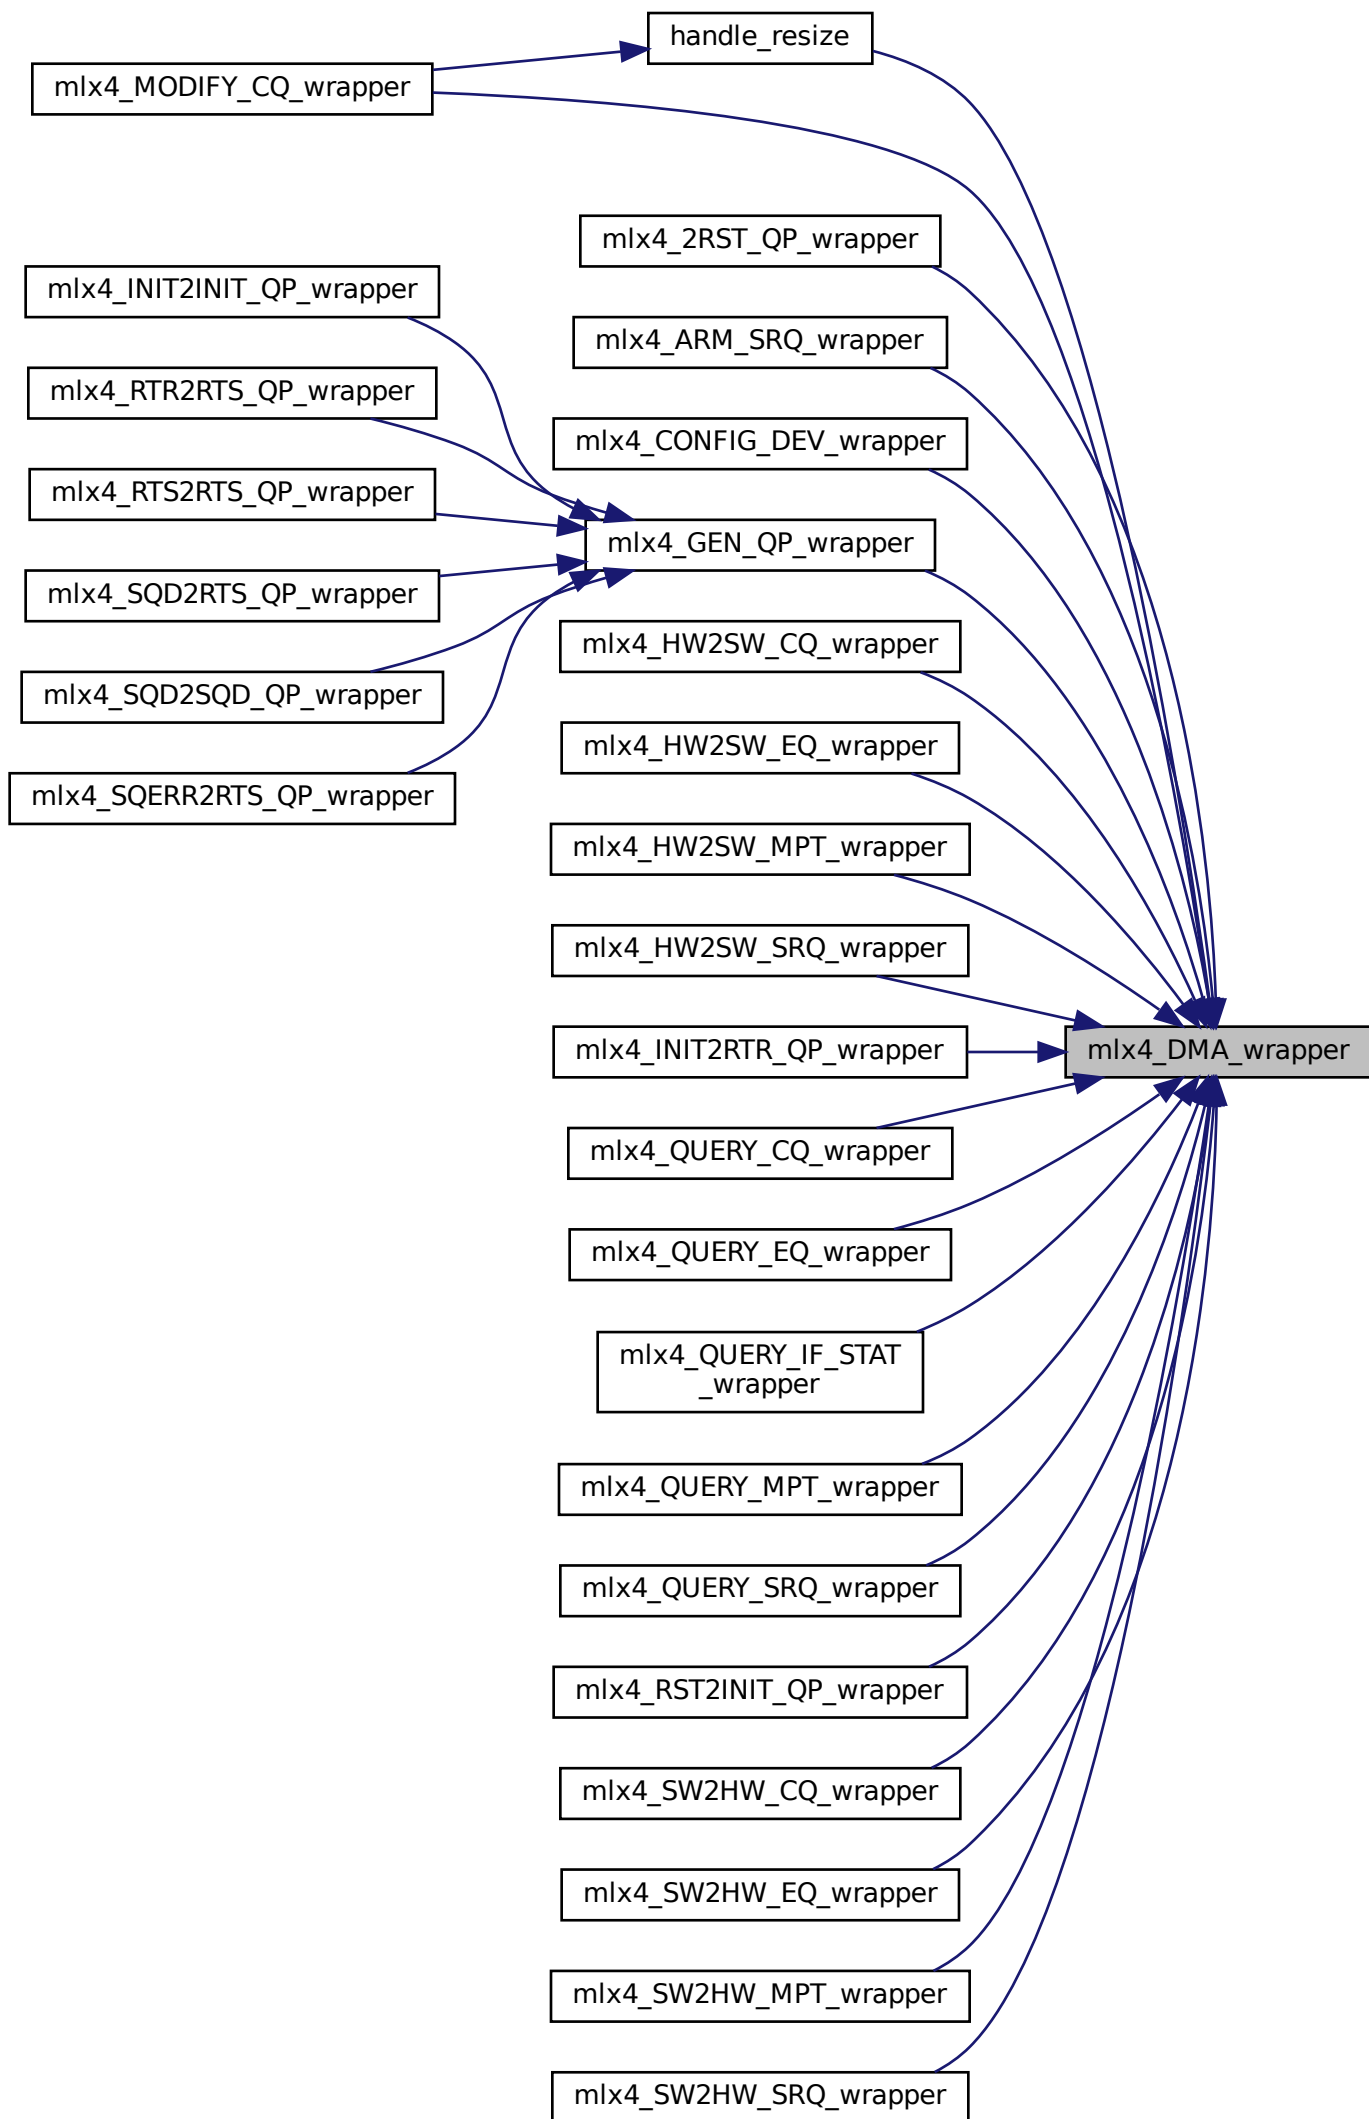 handle_resize
mlx4_MODIFY_CQ_wrapper
mlx4_2RST_QP_wrapper
mlx4_INIT2INIT_QP_wrapper
mlx4_ARM_SRQ_wrapper
mlx4_RTR2RTS_QP_wrapper
mlx4_CONFIG_DEV_wrapper
mlx4_RTS2RTS_QP_wrapper
mlx4_GEN_QP_wrapper
mlx4_SQD2RTS_QP_wrapper
mlx4_HW2SW_CQ_wrapper
mlx4_SQD2SQD_QP_wrapper
mlx4_HW2SW_EQ_wrapper
mlx4_SQERR2RTS_QP_wrapper
mlx4_HW2SW_MPT_wrapper
mlx4_HW2SW_SRQ_wrapper
mlx4_INIT2RTR_QP_wrapper
mlx4_DMA_wrapper
mlx4_QUERY_CQ_wrapper
mlx4_QUERY_EQ_wrapper
mlx4_QUERY_IF_STAT
_wrapper
mlx4_QUERY_MPT_wrapper
mlx4_QUERY_SRQ_wrapper
mlx4_RST2INIT_QP_wrapper
mlx4_SW2HW_CQ_wrapper
mlx4_SW2HW_EQ_wrapper
mlx4_SW2HW_MPT_wrapper
mlx4_SW2HW_SRQ_wrapper